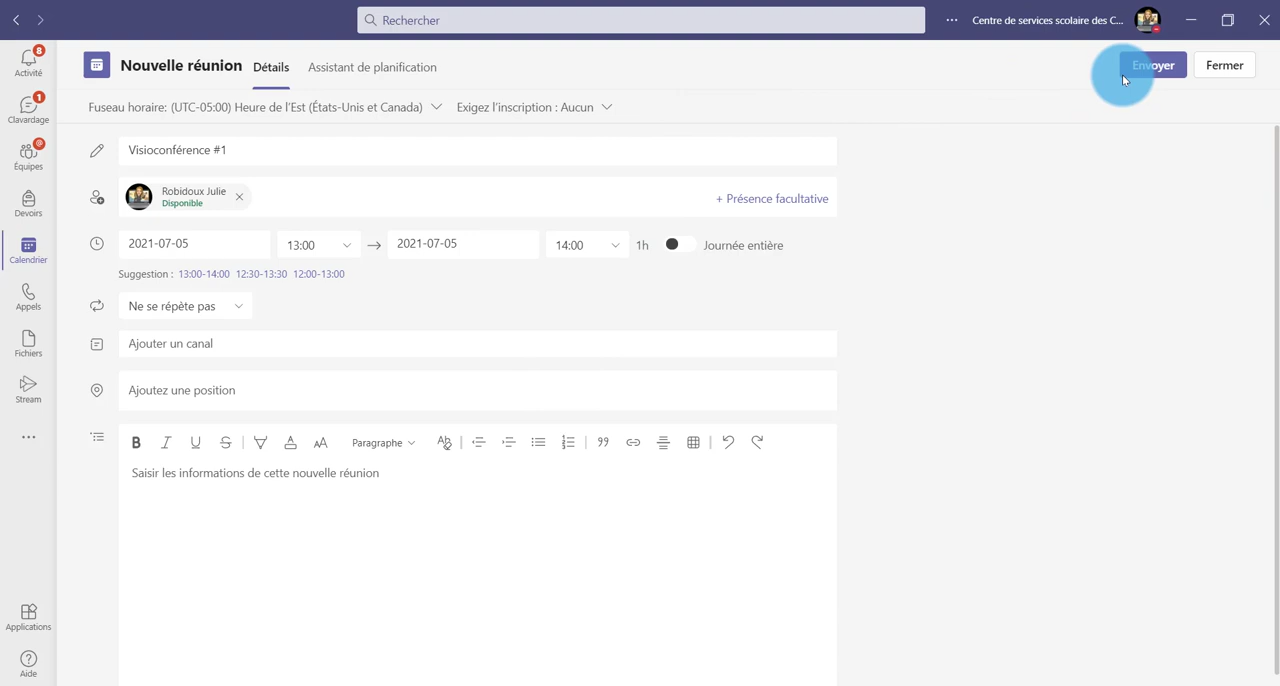 Rechercher
Centre de services scolaire des C...
8
Activité
1
Clavardage
@
Équipes
Devoirs
Calendrier
Appels
Fichiers
Stream
Applications
Aide
Nouvelle réunion Détails Assistant de planification
Envoyer Fermer
Fuseau horaire: (UTC-05:00) Heure de l'Est (États-Unis et Canada) Exigez l'inscription : Aucun
Visioconférence #1
Robidoux Julie
Disponible
+ Présence facultative
2021-07-05 13:00 → 2021-07-05 14:00 1h Journée entière
Suggestion : 13:00-14:00 12:30-13:30 12:00-13:00
Ne se répète pas
Ajouter un canal
Ajoutez une position
Paragraphe
Saisir les informations de cette nouvelle réunion